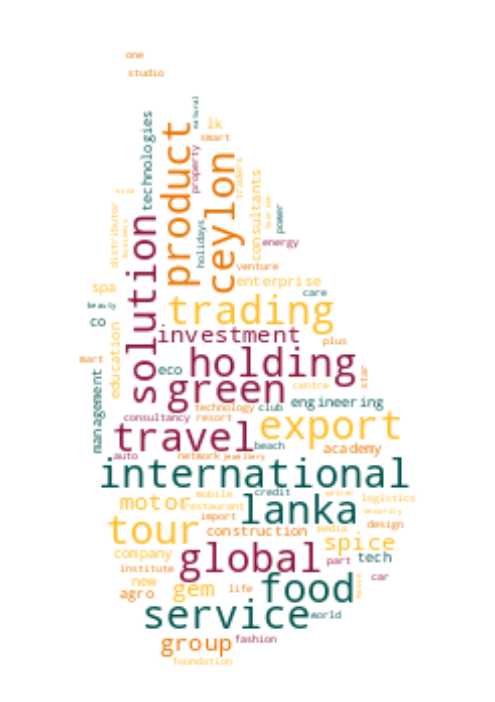 one
studio
natural
technologies
product
lk
smart
property
ceylon
traders
consultants
solution
distributor
business
holidays
power
energy
venture
spa
enterprise
care
beauty
trading
co
investment
plus
mart
education
eco
holding
star
management
green
centre
technology
club
engineering
consultancy
resort
export
travel
beach
academy
auto
network
jewellery
international
mobile
credit
motor
restaurant
lanka
logistics
security
import
tour
construction
media
design
spice
company
global
part
tech
institute
new
car
agro
gem
life
food
house
service
world
group
fashion
foundation